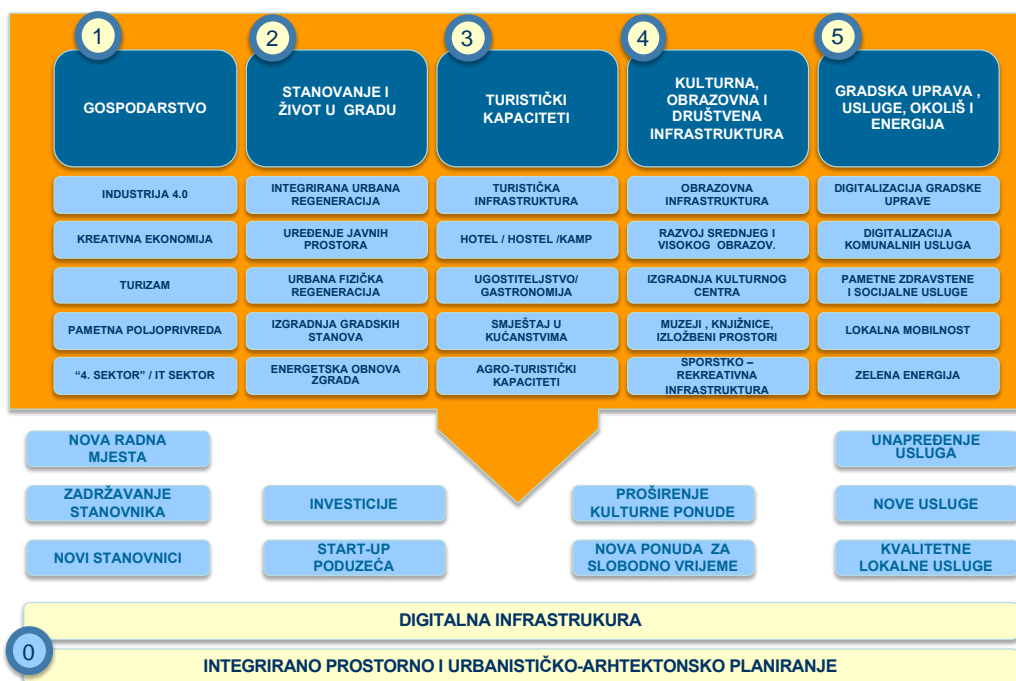 1
GOSPODARSTVO
INDUSTRIJA 4.0
KREATIVNA EKONOMIJA
TURIZAM
PAMETNA POLJOPRIVREDA
“4. SEKTOR” / IT SEKTOR
2
STANOVANJE I
ŽIVOT U GRADU
INTEGRIRANA URBANA
REGENERACIJA
UREĐENJE JAVNIH
PROSTORA
URBANA FIZIČKA
REGENERACIJA
IZGRADNJA GRADSKIH
STANOVA
ENERGETSKA OBNOVA
ZGRADA
3
TURISTIČKI
KAPACITETI
TURISTIČKA
INFRASTRUKTURA
HOTEL / HOSTEL /KAMP
UGOSTITELJSTVO/
GASTRONOMIJA
SMJEŠTAJ U
KUĆANSTVIMA
AGRO-TURISTIČKI
KAPACITETI
4
KULTURNA,
OBRAZOVNA I
DRUŠTVENA
INFRASTRUKTURA
OBRAZOVNA
INFRASTRUKTURA
RAZVOJ SREDNJEG I
VISOKOG OBRAZOV.
IZGRADNJA KULTURNOG
CENTRA
MUZEJI , KNJIŽNICE,
IZLOŽBENI PROSTORI
SPORSTKO –
REKREATIVNA
INFRASTRUKTURA
5
GRADSKA UPRAVA ,
USLUGE, OKOLIŠ I
ENERGIJA
DIGITALIZACIJA GRADSKE
UPRAVE
DIGITALIZACIJA
KOMUNALNIH USLUGA
PAMETNE ZDRAVSTENE
I SOCIJALNE USLUGE
LOKALNA MOBILNOST
ZELENA ENERGIJA
NOVA RADNA
MJESTA
ZADRŽAVANJE
STANOVNIKA
NOVI STANOVNICI
INVESTICIJE
START-UP
PODUZEĆA
PROŠIRENJE
KULTURNE PONUDE
NOVA PONUDA ZA
SLOBODNO VRIJEME
UNAPREĐENJE
USLUGA
NOVE USLUGE
KVALITETNE
LOKALNE USLUGE
0
DIGITALNA INFRASTRUKURA
INTEGRIRANO PROSTORNO I URBANISTIČKO-ARHTEKTONSKO PLANIRANJE